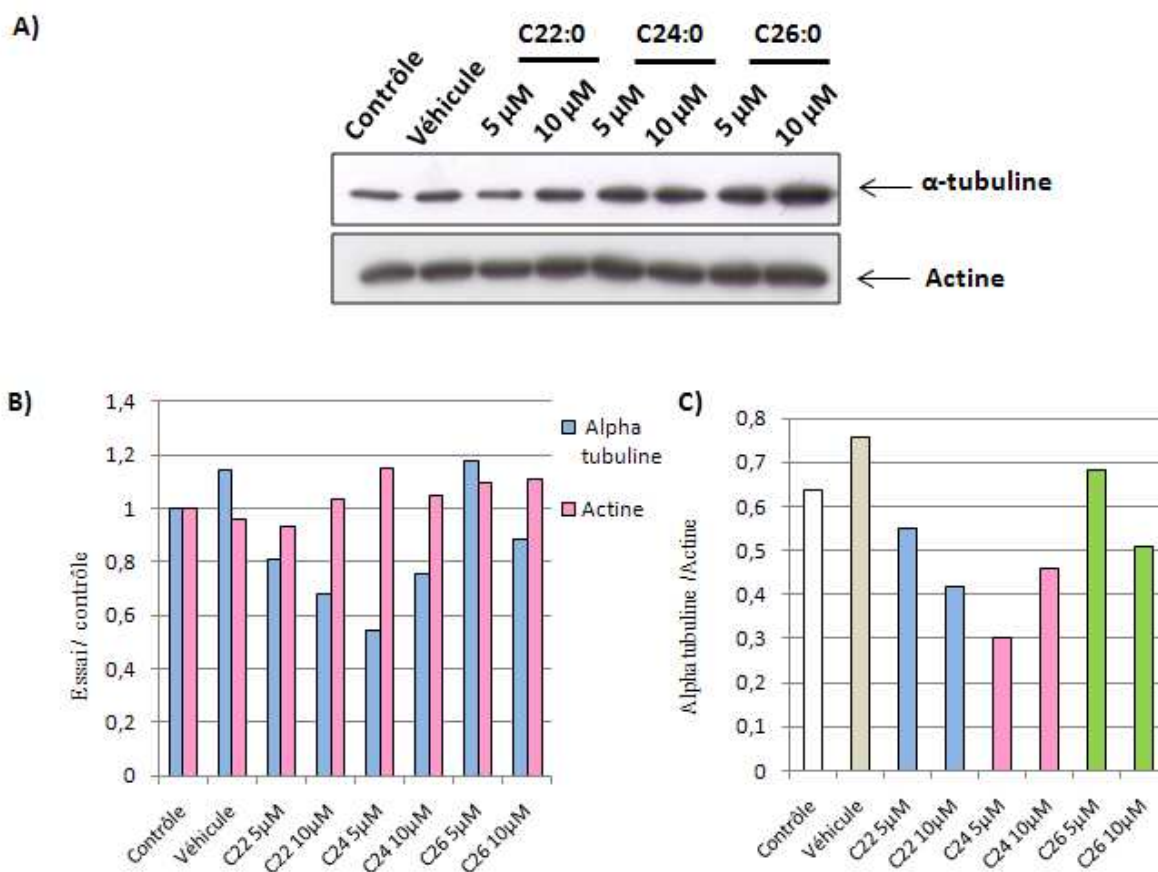 A)
C22:0 C24:0 C26:0
Contrôle Véhicule 5 µM 10 µM 5 µM 10 µM 5 µM 10 µM
α-tubuline
Actine
B)
1,4
1,2
1
0,8
0,6
0,4
0,2
0
Essai/ contrôle
Alpha
tubuline
Actine
Contrôle Véhicule C22 5µM C22 10µM C24 5µM C24 10µM C26 5µM C26 10µM
C)
0,8
0,7
0,6
0,5
0,4
0,3
0,2
0,1
0
Alpha tubuline /Actine
Contrôle Véhicule C22 5µM C22 10µM C24 5µM C24 10µM C26 5µM C26 10µM